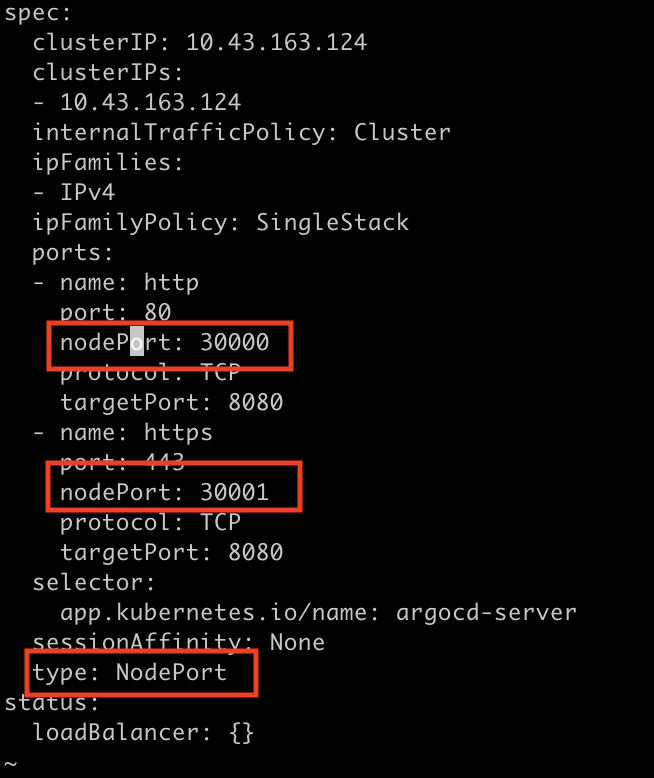 spec:
  clusterIP: 10.43.163.124
  clusterIPs:
  - 10.43.163.124
  internalTrafficPolicy: Cluster
  ipFamilies:
  - IPv4
  ipFamilyPolicy: SingleStack
  ports:
  - name: http
    port: 80
    nodePort: 30000
    protocol: TCP
    targetPort: 8080
  - name: https
    port: 443
    nodePort: 30001
    protocol: TCP
    targetPort: 8080
  selector:
    app.kubernetes.io/name: argocd-server
  sessionAffinity: None
  type: NodePort
status:
  loadBalancer: {}
~